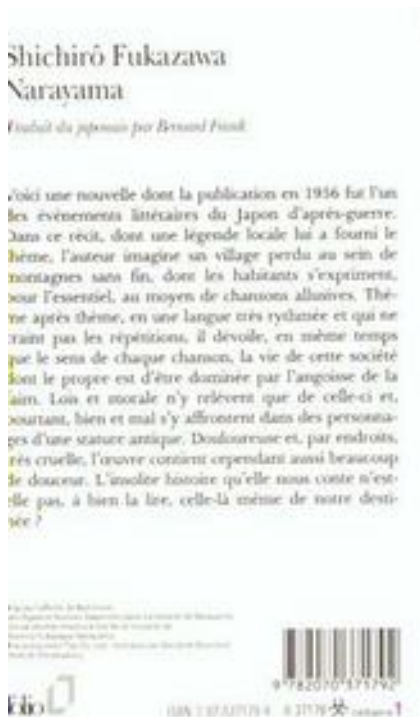 Shichirô Fukazawa
Narayama
Traduit du japonais par Bernard Frank
Voici une nouvelle dont la publication en 1956 fut l'un
des événements littéraires du Japon d'après-guerre.
Dans ce récit, dont une légende locale lui a fourni le
thème, l'auteur imagine un village perdu au sein de
montagnes sans fin, dont les habitants s'expriment,
pour l'essentiel, au moyen de chansons allusives. Thè-
me après thème, en une langue très rythmée et qui ne
craint pas les répétitions, il dévoile, en même temps
que le sens de chaque chanson, la vie de cette société
dont le propre est d'être dominée par l'angoisse de la
faim. Lois et morale n'y relèvent que de celle-ci et,
pourtant, bien et mal s'y affrontent dans des personna-
ges d'une stature antique. Douloureuse et, par endroits,
très cruelle, l'œuvre contient cependant aussi beaucoup
de douceur. L'insolite histoire qu'elle nous conte n'est-
elle pas, à bien la lire, celle-là même de notre desti-
née ?
9 782070 375792
folio